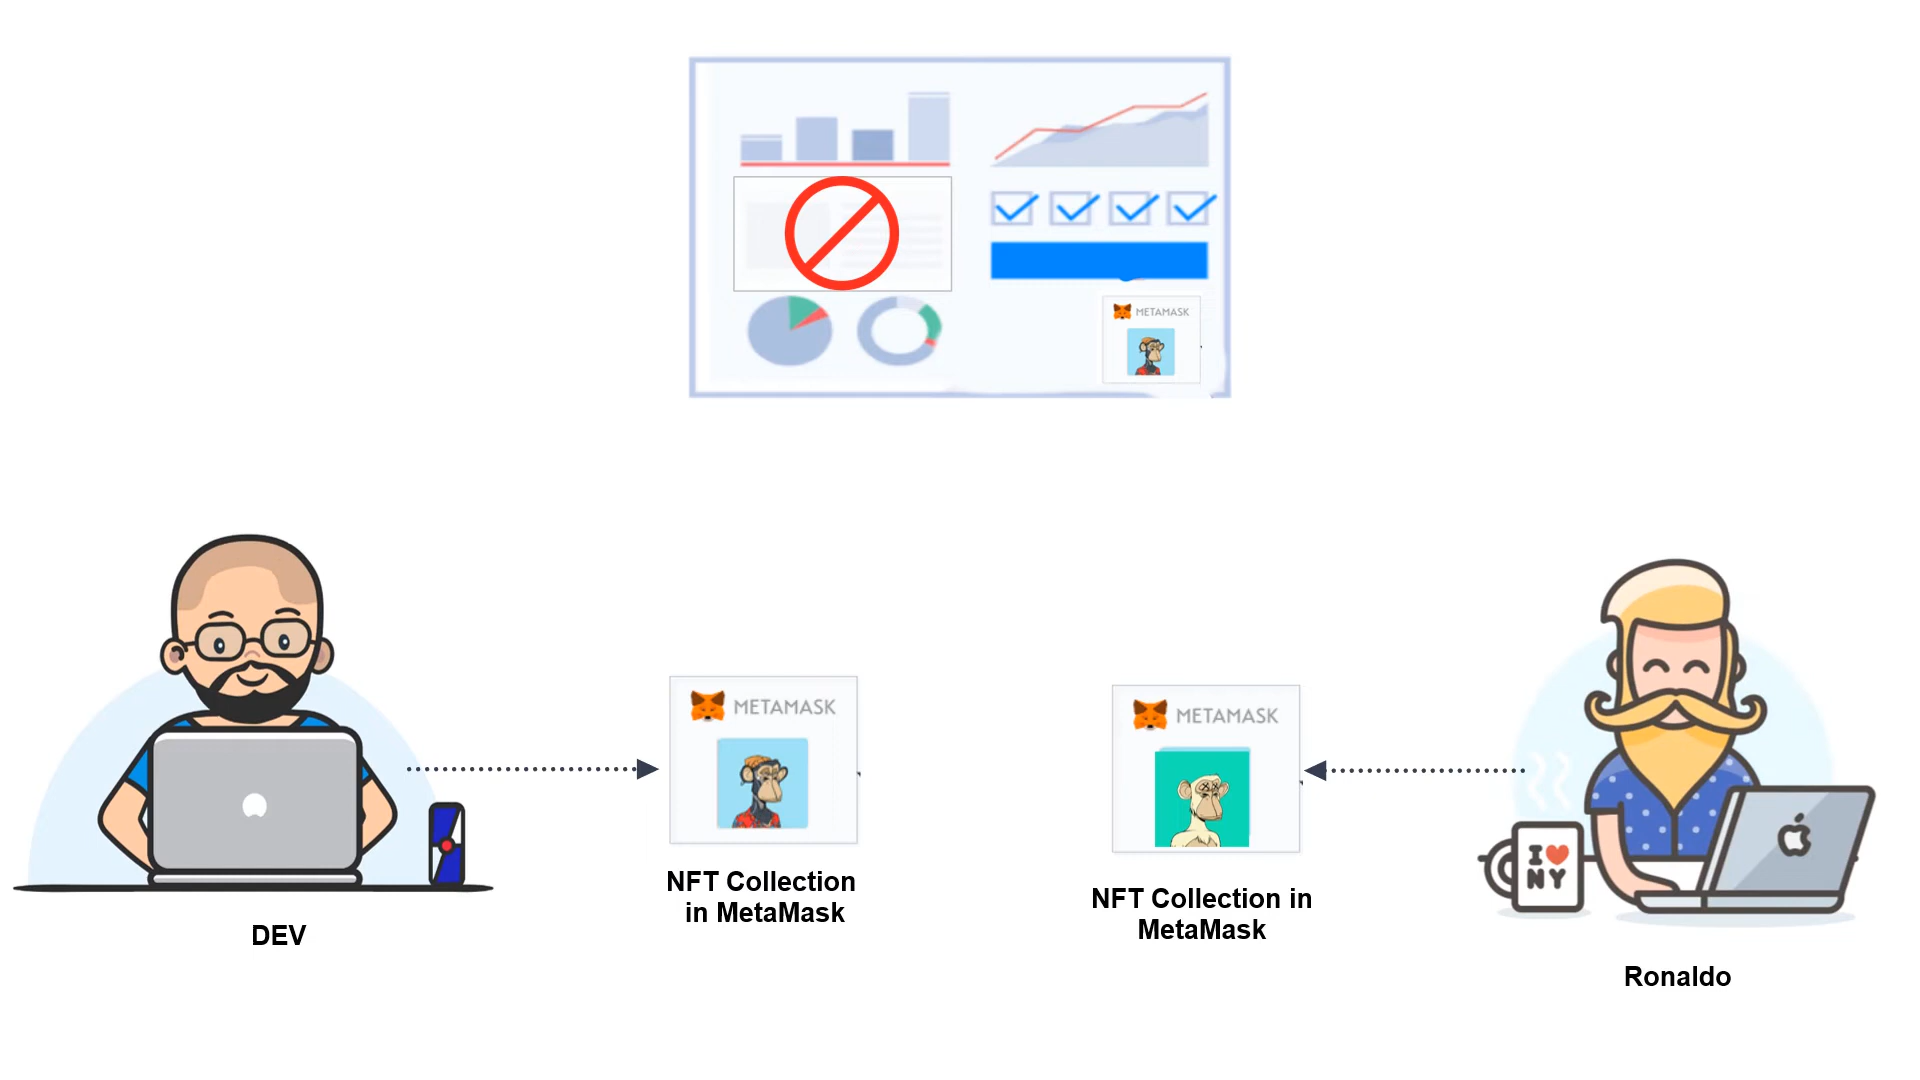 METAMASK
METAMASK
METAMASK
NFT Collection
in MetaMask
NFT Collection in
MetaMask
DEV
I
NY
Ronaldo